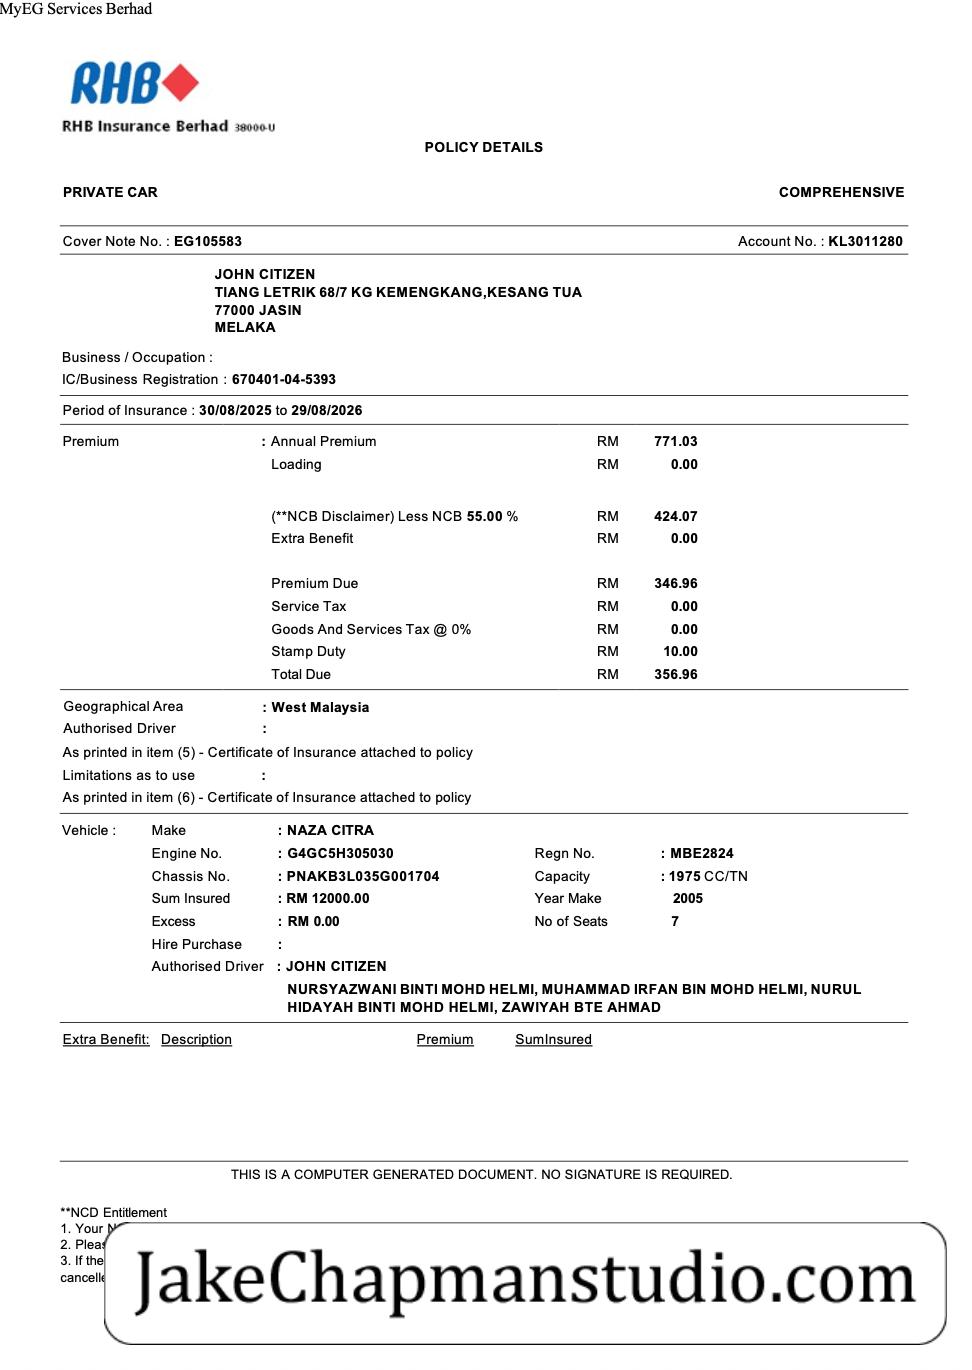 MyEG Services Berhad
RHB
RHB Insurance Berhad 38000-U
POLICY DETAILS
PRIVATE CAR COMPREHENSIVE
Cover Note No. : EG105583 Account No. : KL3011280
JOHN CITIZEN
TIANG LETRIK 68/7 KG KEMENGKANG,KESANG TUA
77000 JASIN
MELAKA
Business / Occupation :
IC/Business Registration : 670401-04-5393
Period of Insurance : 30/08/2025 to 29/08/2026
Premium : Annual Premium RM 771.03
Loading RM 0.00
(**NCB Disclaimer) Less NCB 55.00 % RM 424.07
Extra Benefit RM 0.00
Premium Due RM 346.96
Service Tax RM 0.00
Goods And Services Tax @ 0% RM 0.00
Stamp Duty RM 10.00
Total Due RM 356.96
Geographical Area : West Malaysia
Authorised Driver :
As printed in item (5) - Certificate of Insurance attached to policy
Limitations as to use :
As printed in item (6) - Certificate of Insurance attached to policy
Vehicle : Make : NAZA CITRA
Engine No. : G4GC5H305030 Regn No. : MBE2824
Chassis No. : PNAKB3L035G001704 Capacity : 1975 CC/TN
Sum Insured : RM 12000.00 Year Make 2005
Excess : RM 0.00 No of Seats 7
Hire Purchase :
Authorised Driver : JOHN CITIZEN
NURSYAZWANI BINTI MOHD HELMI, MUHAMMAD IRFAN BIN MOHD HELMI, NURUL
HIDAYAH BINTI MOHD HELMI, ZAWIYAH BTE AHMAD
Extra Benefit: Description Premium SumInsured
THIS IS A COMPUTER GENERATED DOCUMENT. NO SIGNATURE IS REQUIRED.
**NCD Entitlement
1. Your
2.
3. If the
JakeChapmanstudio.com